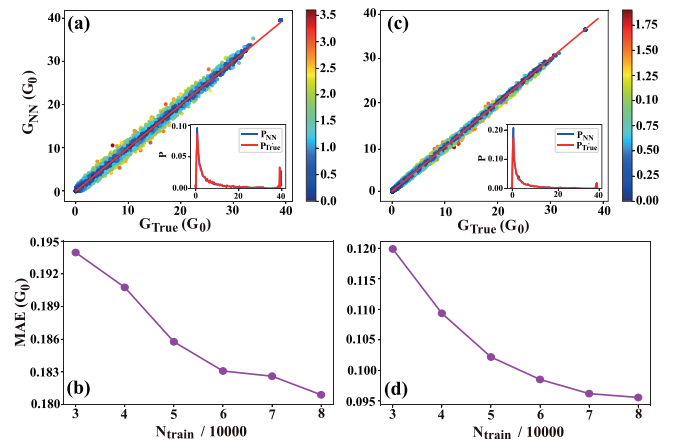 (a)
40
30
20
10
0
G_NN (G_0)
0 10 20 30 40
G_True (G_0)
3.5
3.0
2.5
2.0
1.5
1.0
0.5
0.0
0.10
0.05
0.00
P
P_NN
P_True
0 40
(c)
40
30
20
10
0
0 10 20 30 40
G_True (G_0)
1.75
1.50
1.25
1.00
0.75
0.50
0.25
0.00
0.20
0.10
0.00
P
P_NN
P_True
0 40
(b)
0.195
0.192
0.189
0.186
0.183
0.180
MAE (G_0)
3 4 5 6 7 8
N_train / 10000
(d)
0.120
0.115
0.110
0.105
0.100
0.095
3 4 5 6 7 8
N_train / 10000